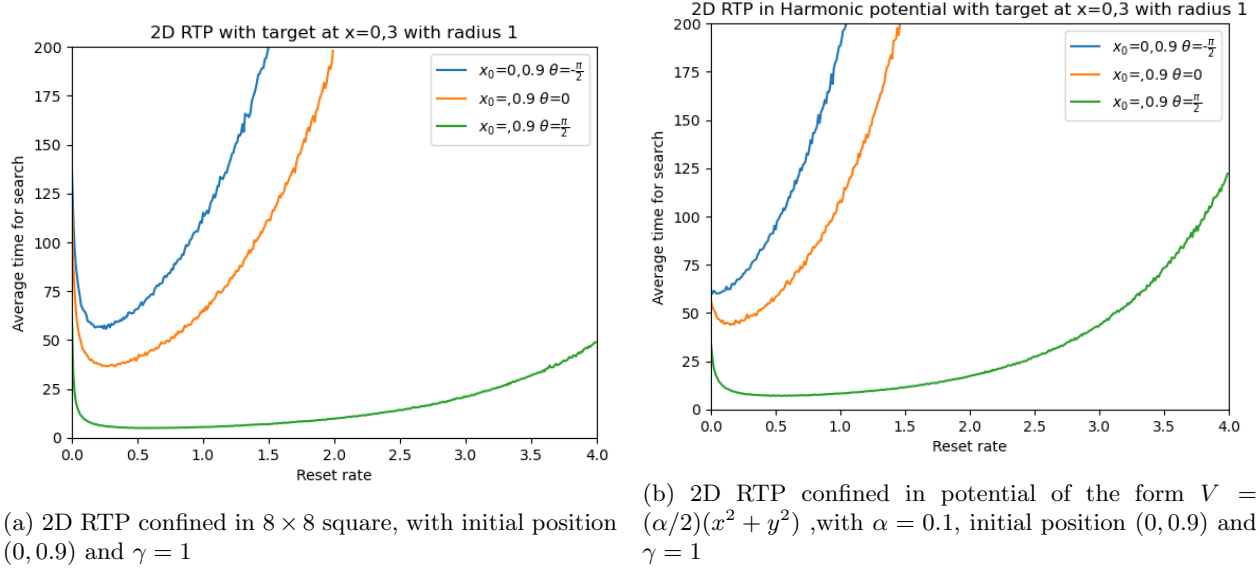 2D RTP with target at x=0,3 with radius 1
200
175
150
125
100
75
50
25
0
Average time for search
x₀=0,0.9 θ=-π/2
x₀=,0.9 θ=0
x₀=,0.9 θ=π/2
0.0 0.5 1.0 1.5 2.0 2.5 3.0 3.5 4.0
Reset rate
(a) 2D RTP confined in 8 × 8 square, with initial position
(0, 0.9) and γ = 1
2D RTP in Harmonic potential with target at x=0,3 with radius 1
200
175
150
125
100
75
50
25
0
Average time for search
x₀=0,0.9 θ=-π/2
x₀=,0.9 θ=0
x₀=,0.9 θ=π/2
0.0 0.5 1.0 1.5 2.0 2.5 3.0 3.5 4.0
Reset rate
(b) 2D RTP confined in potential of the form V =
(α/2)(x² + y²) ,with α = 0.1, initial position (0, 0.9) and
γ = 1